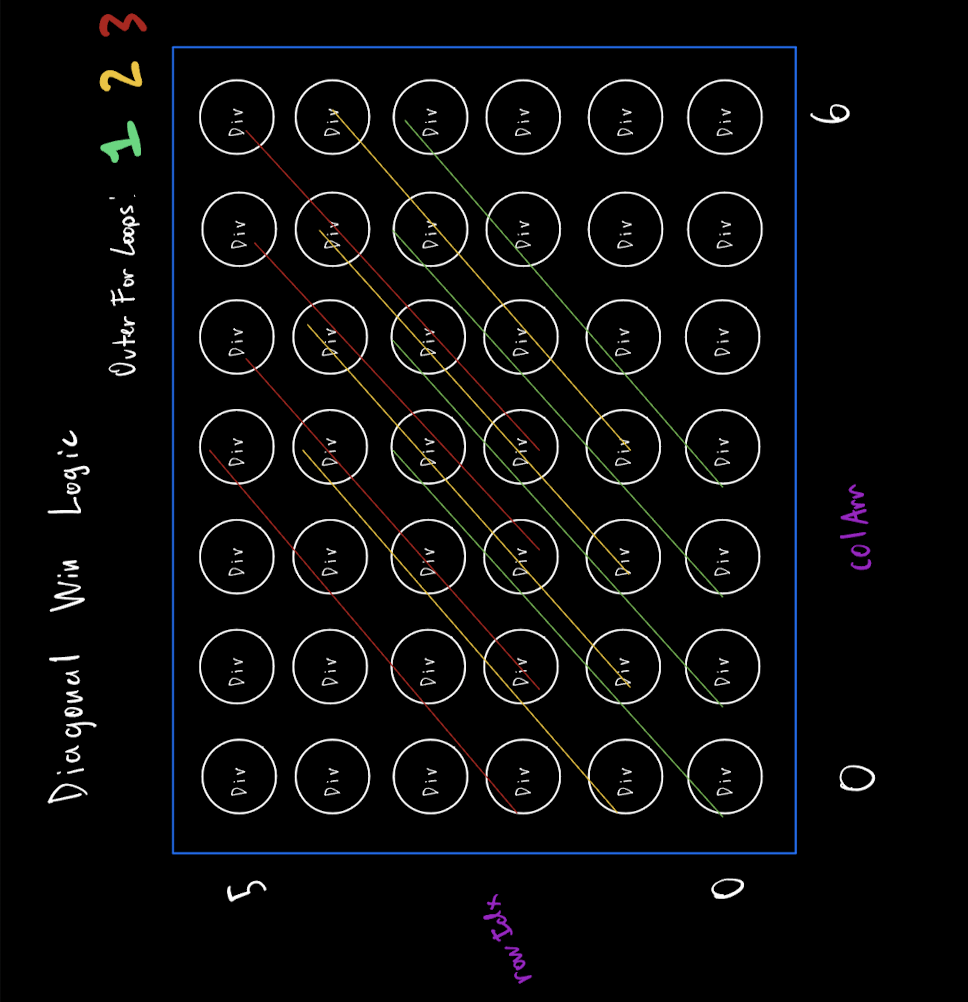 Diagonal Win Logic
Outer For Loops: 1 2 3
5 Div Div Div Div Div Div Div
Div Div Div Div Div Div Div
Div Div Div Div Div Div Div
rowIdx Div Div Div Div Div Div Div
Div Div Div Div Div Div Div
0 Div Div Div Div Div Div Div
0 colArr 6